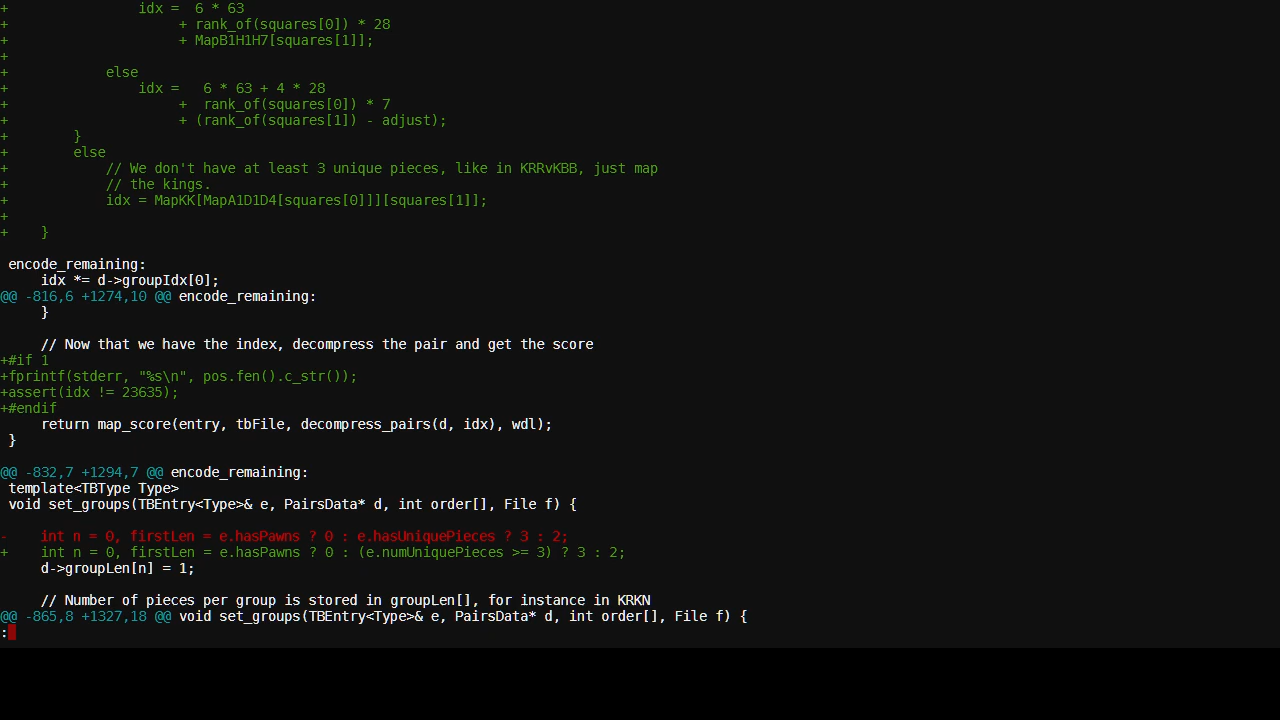 +                idx =  6 * 63
+                     + rank_of(squares[0]) * 28
+                     + MapB1H1H7[squares[1]];
+
+            else
+                idx =   6 * 63 + 4 * 28
+                     +  rank_of(squares[0]) * 7
+                     + (rank_of(squares[1]) - adjust);
+        }
+        else
+            // We don't have at least 3 unique pieces, like in KRRvKBB, just map
+            // the kings.
+            idx = MapKK[MapA1D1D4[squares[0]]][squares[1]];
+
+    }

 encode_remaining:
     idx *= d->groupIdx[0];
@@ -816,6 +1274,10 @@ encode_remaining:
     }

     // Now that we have the index, decompress the pair and get the score
+#if 1
+fprintf(stderr, "%s\n", pos.fen().c_str());
+assert(idx != 23635);
+#endif
     return map_score(entry, tbFile, decompress_pairs(d, idx), wdl);
 }

@@ -832,7 +1294,7 @@ encode_remaining:
 template<TBType Type>
 void set_groups(TBEntry<Type>& e, PairsData* d, int order[], File f) {

-    int n = 0, firstLen = e.hasPawns ? 0 : e.hasUniquePieces ? 3 : 2;
+    int n = 0, firstLen = e.hasPawns ? 0 : (e.numUniquePieces >= 3) ? 3 : 2;
     d->groupLen[n] = 1;

     // Number of pieces per group is stored in groupLen[], for instance in KRKN
@@ -865,8 +1327,18 @@ void set_groups(TBEntry<Type>& e, PairsData* d, int order[], File f) {
: